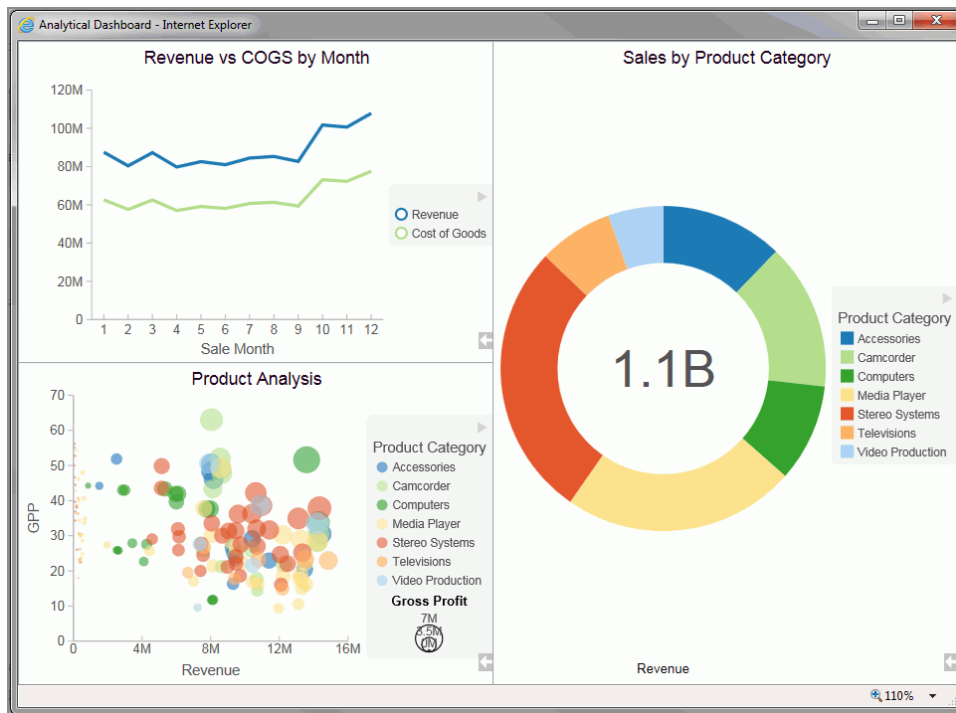 Analytical Dashboard - Internet Explorer
Revenue vs COGS by Month
120M
100M
80M
60M
40M
20M
0
1 2 3 4 5 6 7 8 9 10 11 12
Sale Month
Revenue
Cost of Goods
Product Analysis
70
60
50
40
30
20
10
0
GPP
0 4M 8M 12M 16M
Revenue
Product Category
Accessories
Camcorder
Computers
Media Player
Stereo Systems
Televisions
Video Production
Gross Profit
7M
3.5M
0M
Sales by Product Category
1.1B
Product Category
Accessories
Camcorder
Computers
Media Player
Stereo Systems
Televisions
Video Production
Revenue
110%